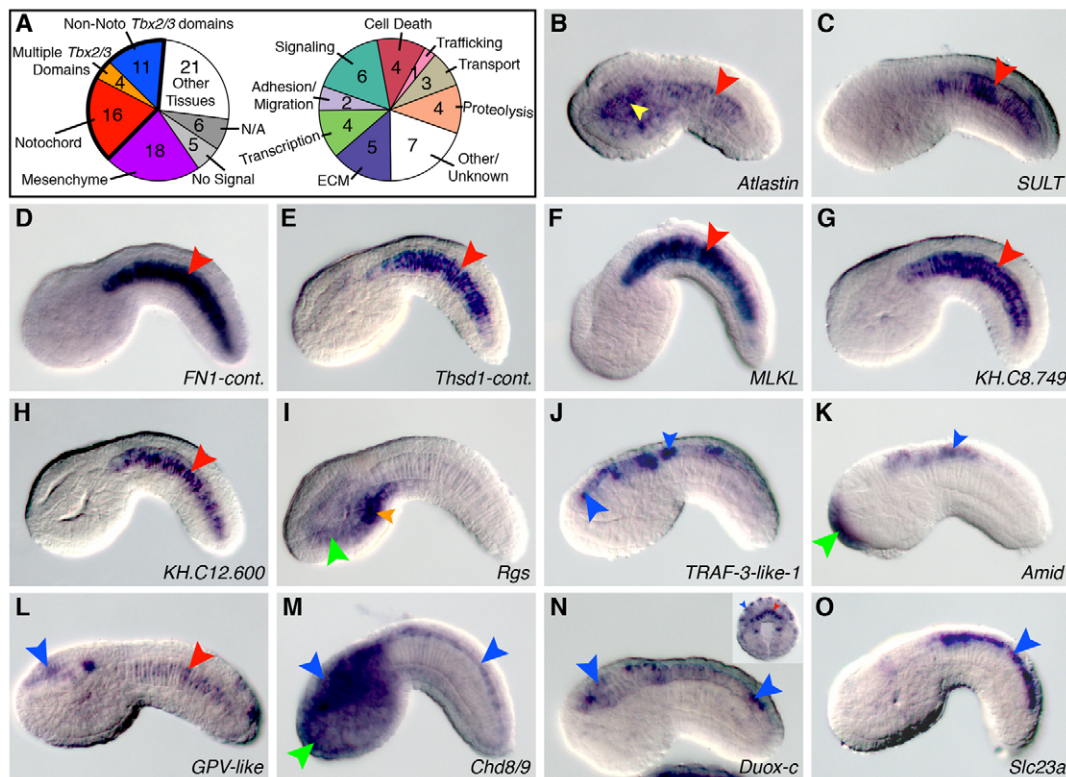 A
Non-Noto Tbx2/3 domains
Multiple Tbx2/3
Domains
11
4
21
Other
Tissues
16
6
N/A
5
Notochord
18
Mesenchyme
No Signal
Cell Death
Signaling
Trafficking
Transport
4
1
6
3
Adhesion/
Migration
2
4
Proteolysis
4
Transcription
7
5
Other/
Unknown
ECM
B
Atlastin
C
SULT
D
FN1-cont.
E
Thsd1-cont.
F
MLKL
G
KH.C8.749
H
KH.C12.600
I
Rgs
J
TRAF-3-like-1
K
Amid
L
GPV-like
M
Chd8/9
N
Duox-c
O
Slc23a